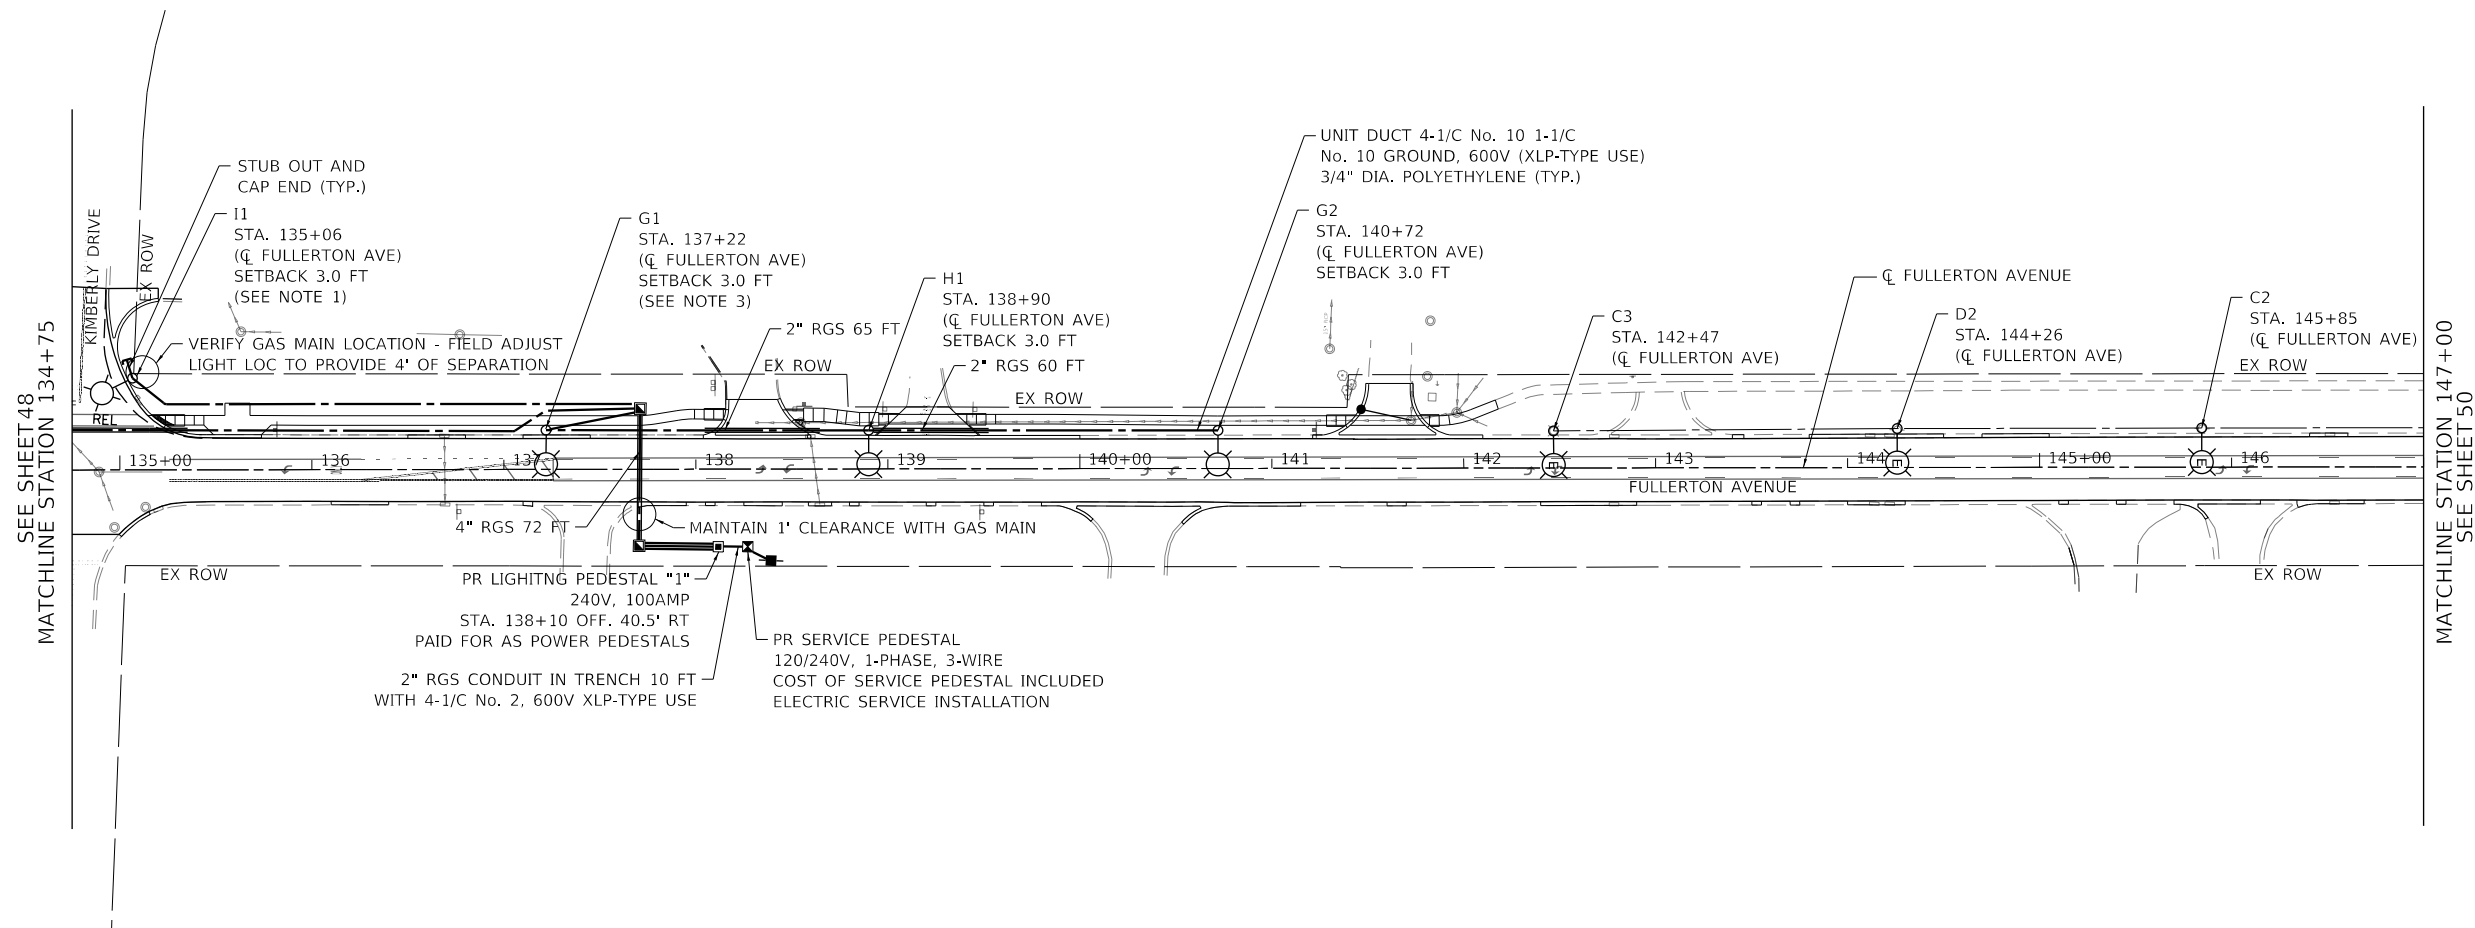 UNIT DUCT 4-1/C No. 10 1-1/C
No. 10 GROUND, 600V (XLP-TYPE USE)
3/4" DIA. POLYETHYLENE (TYP.)
STUB OUT AND
CAP END (TYP.)
I1
STA. 135+06
(℄ FULLERTON AVE)
SETBACK 3.0 FT
(SEE NOTE 1)
G1
STA. 137+22
(℄ FULLERTON AVE)
SETBACK 3.0 FT
(SEE NOTE 3)
G2
STA. 140+72
(℄ FULLERTON AVE)
SETBACK 3.0 FT
H1
STA. 138+90
(℄ FULLERTON AVE)
SETBACK 3.0 FT
℄ FULLERTON AVENUE
C3
STA. 142+47
(℄ FULLERTON AVE)
D2
STA. 144+26
(℄ FULLERTON AVE)
C2
STA. 145+85
(℄ FULLERTON AVE)
KIMBERLY DRIVE
EX ROW
VERIFY GAS MAIN LOCATION - FIELD ADJUST
LIGHT LOC TO PROVIDE 4' OF SEPARATION
2" RGS 65 FT
EX ROW
2" RGS 60 FT
EX ROW
EX ROW
REL
135+00
136
137
138
139
140+00
141
142
143
144
145+00
146
E
E
E
FULLERTON AVENUE
4" RGS 72 FT
MAINTAIN 1' CLEARANCE WITH GAS MAIN
EX ROW
EX ROW
PR LIGHITNG PEDESTAL "1"
240V, 100AMP
STA. 138+10 OFF. 40.5' RT
PAID FOR AS POWER PEDESTALS
2" RGS CONDUIT IN TRENCH 10 FT
WITH 4-1/C No. 2, 600V XLP-TYPE USE
PR SERVICE PEDESTAL
120/240V, 1-PHASE, 3-WIRE
COST OF SERVICE PEDESTAL INCLUDED
ELECTRIC SERVICE INSTALLATION
SEE SHEET 48
MATCHLINE STATION 134+75
MATCHLINE STATION 147+00
SEE SHEET 50